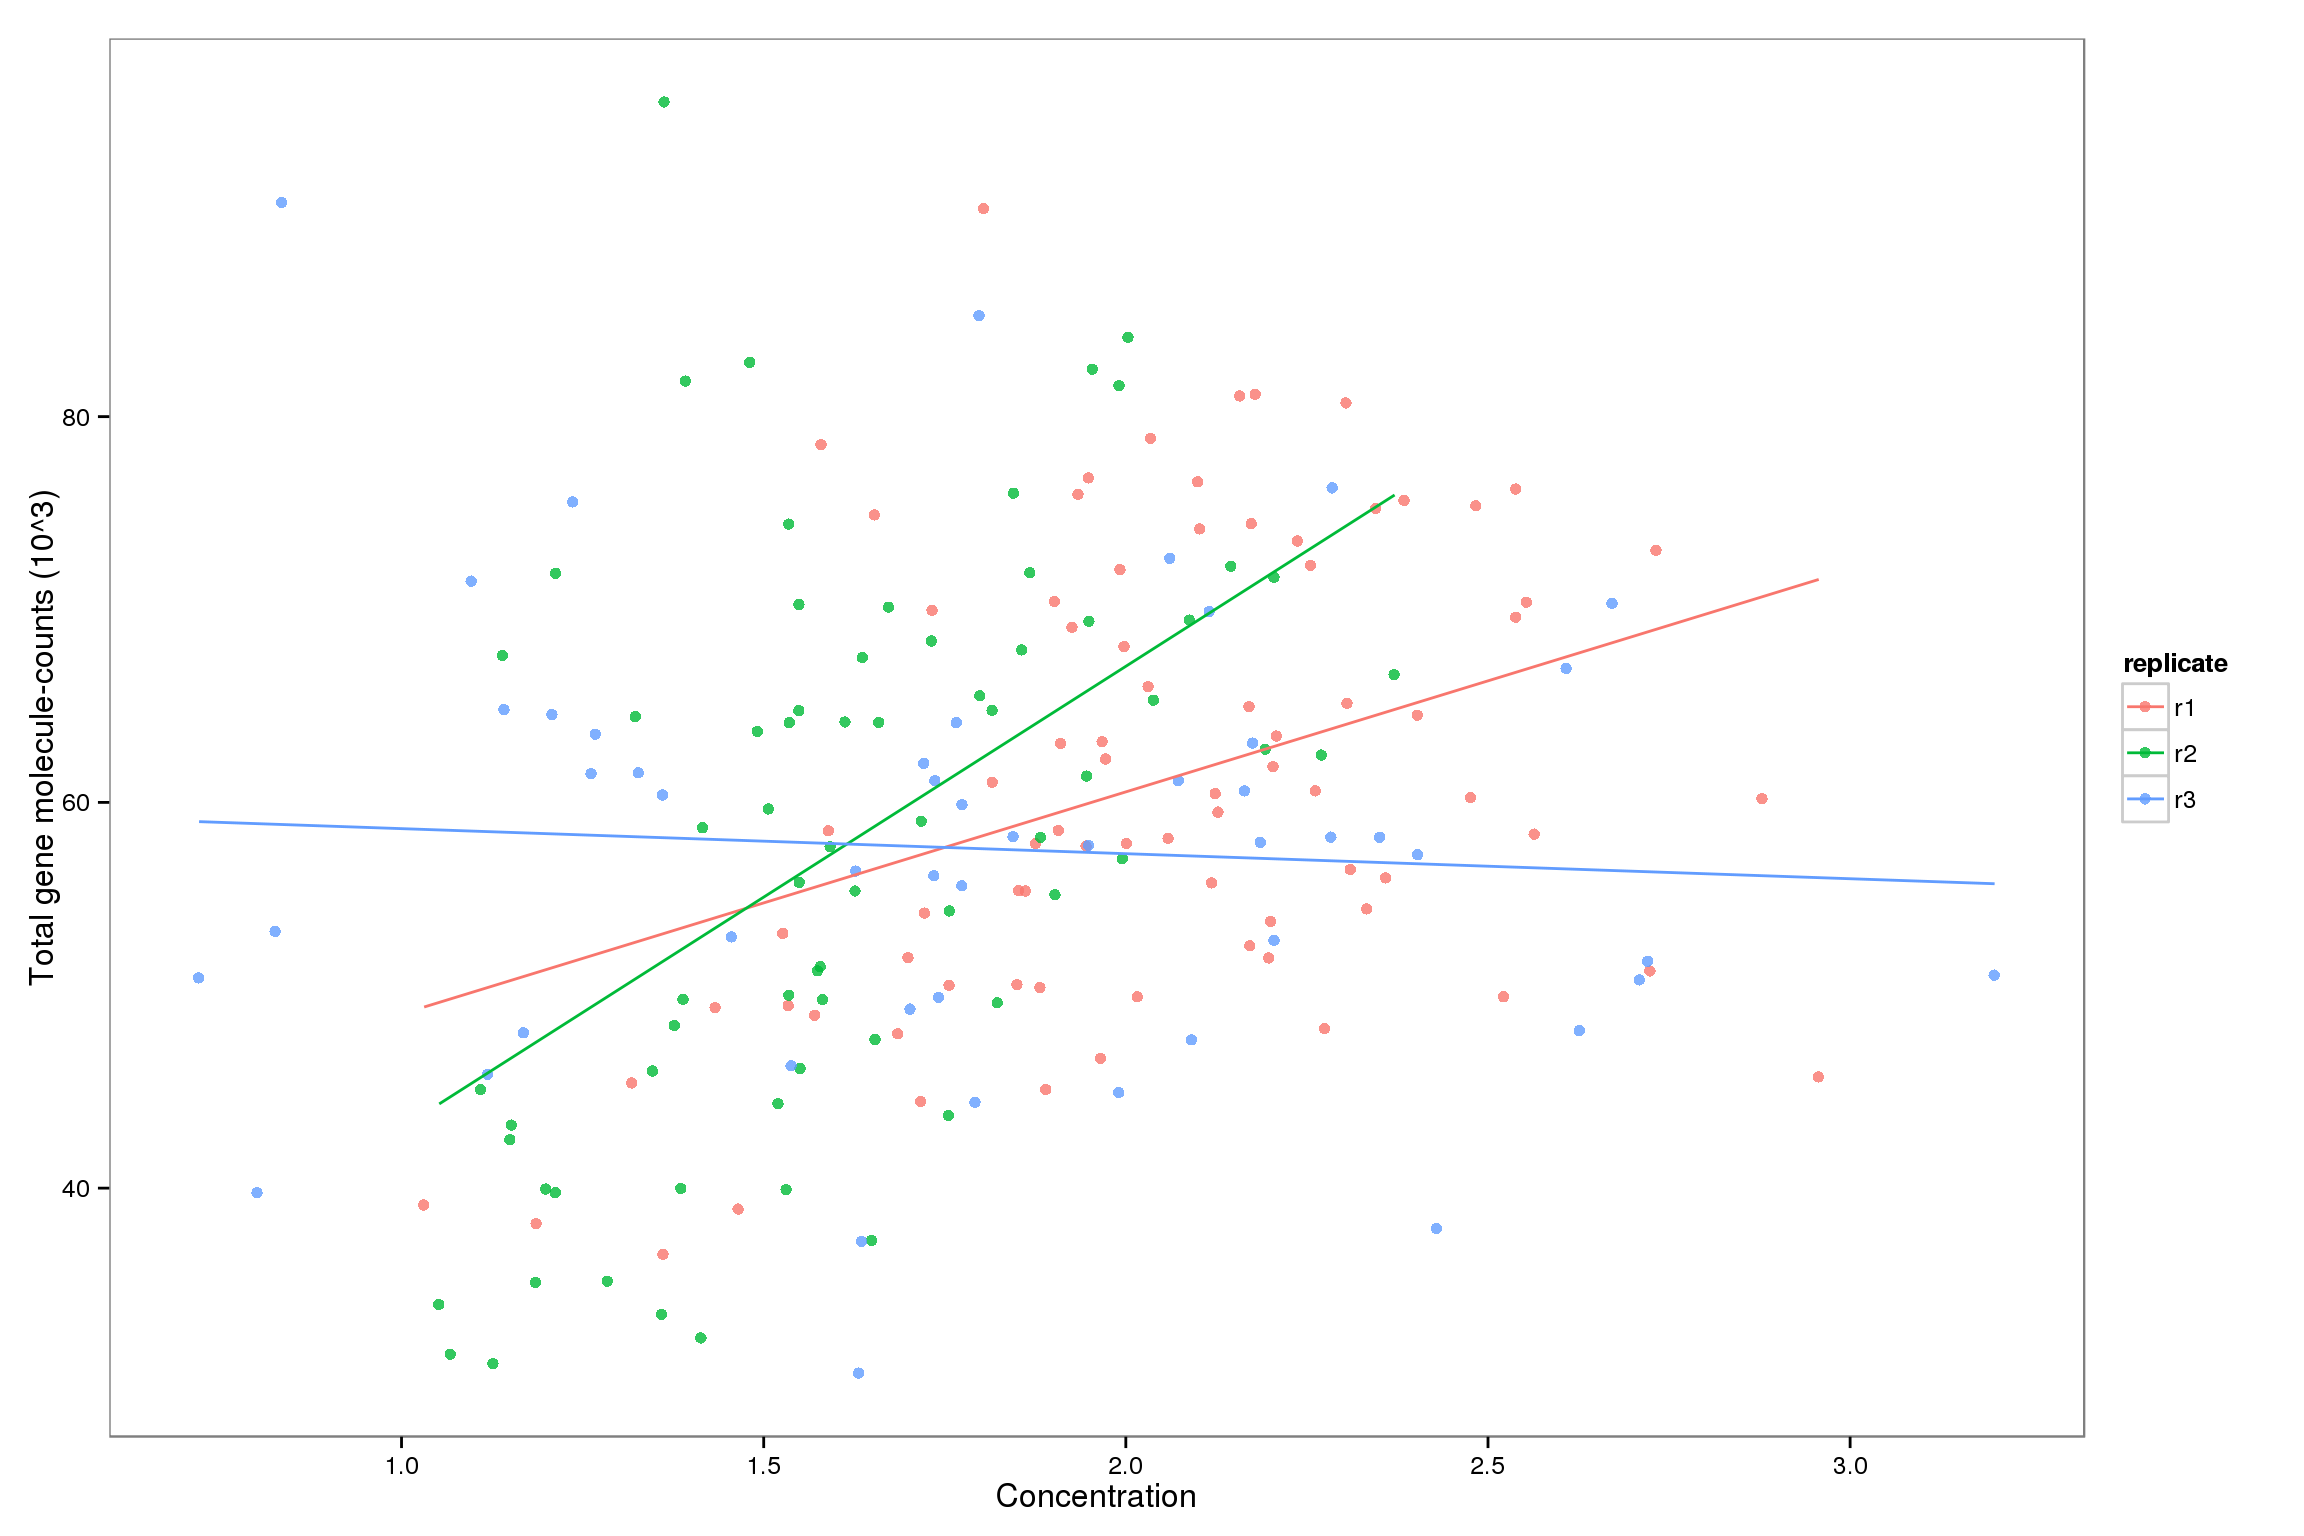 Total gene molecule-counts (10^3)
80
60
40
1.0
1.5
2.0
2.5
3.0
Concentration
replicate
r1
r2
r3